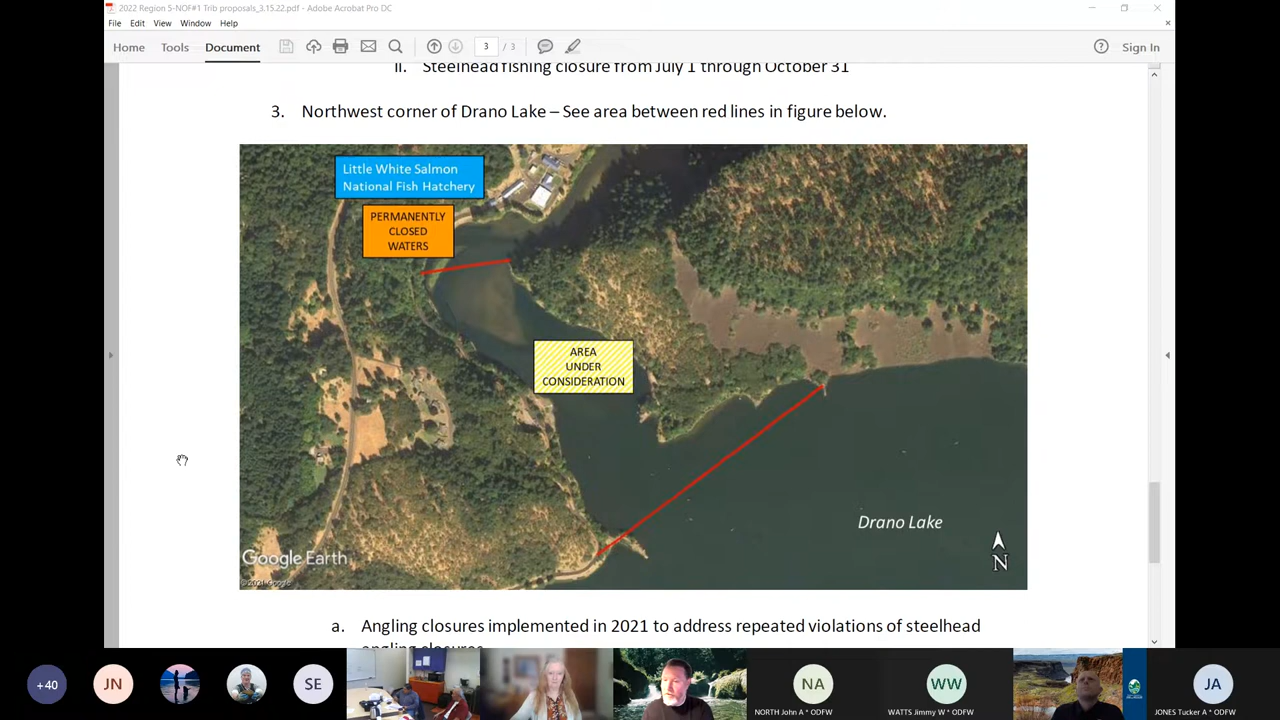 2022 Region 5-NOF#1 Trib proposals_3.15.22.pdf - Adobe Acrobat Pro DC
File Edit View Window Help
Home Tools Document 3 / 3 Sign In
ii. Steelhead fishing closure from July 1 through October 31
3. Northwest corner of Drano Lake – See area between red lines in figure below.
Little White Salmon
National Fish Hatchery
PERMANENTLY
CLOSED
WATERS
AREA
UNDER
CONSIDERATION
Drano Lake
N
Google Earth
© 2021 Google
a. Angling closures implemented in 2021 to address repeated violations of steelhead
angling closures
+40 JN SE NA WW JA
NORTH John A * ODFW WATTS Jimmy W * ODFW JONES Tucker A * ODFW